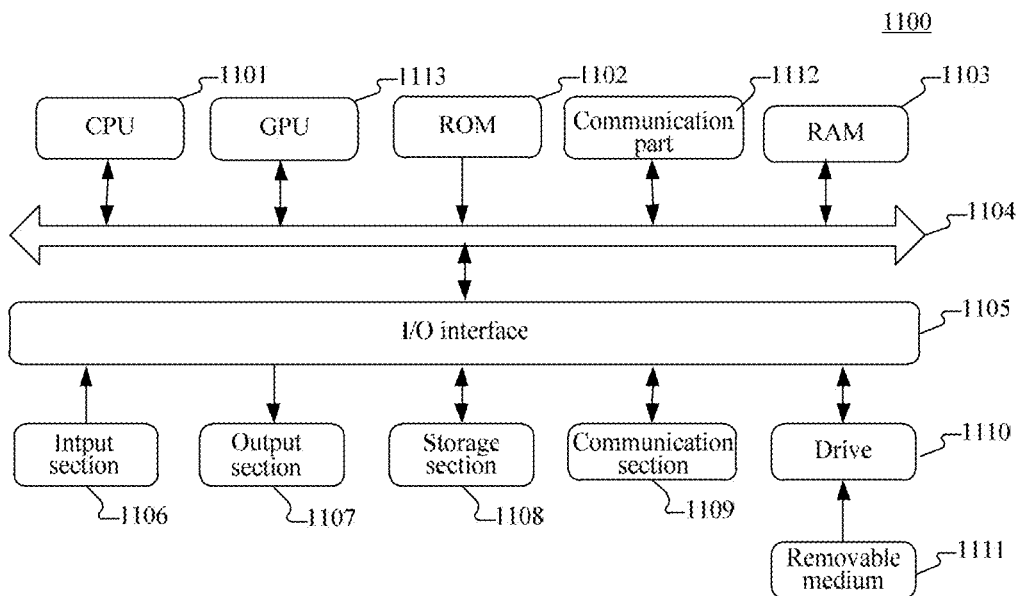 1100
1101
1113
1102
1112
1103
CPU
GPU
ROM
Communication
part
RAM
1104
1105
I/O interface
Intput
section
Output
section
Storage
section
Communication
section
Drive
1110
1106
1107
1108
1109
Removable
medium
1111